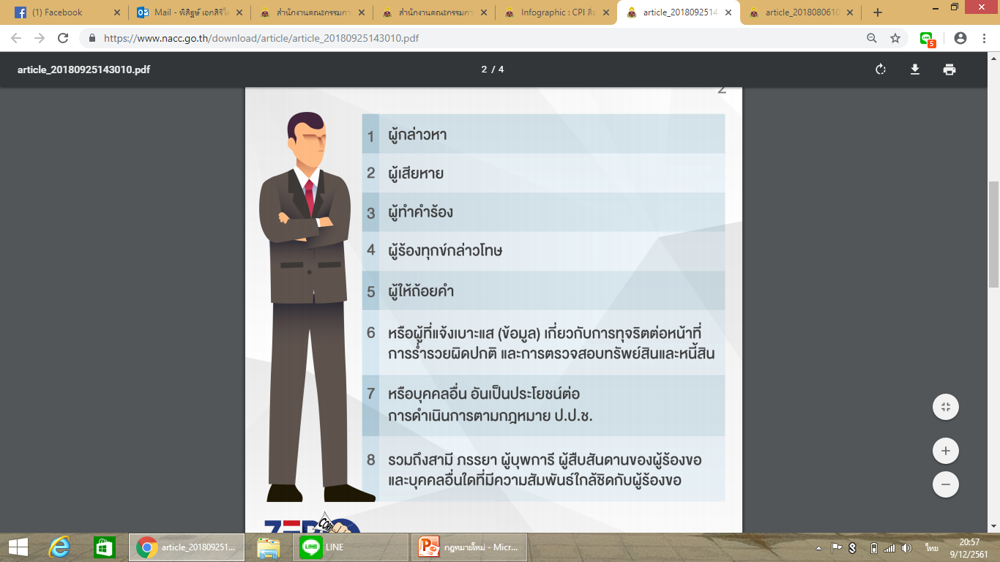 (1) Facebook
Mail - พิสิฐษ์ เอกสิริ
สำนักงานคณะกรรมกา
สำนักงานคณะกรรมกา
Infographic : CPI
article_2018092514
article_2018080610
https://www.nacc.go.th/download/article/article_20180925143010.pdf
5
article_20180925143010.pdf
2 / 4
2
1 ผู้กล่าวหา
2 ผู้เสียหาย
3 ผู้ทำคำร้อง
4 ผู้ร้องทุกข์กล่าวโทษ
5 ผู้ให้ถ้อยคำ
6 หรือผู้ที่แจ้งเบาะแส (ข้อมูล) เกี่ยวกับการทุจริตต่อหน้าที่
การร่ำรวยผิดปกติ และการตรวจสอบทรัพย์สินและหนี้สิน
7 หรือบุคคลอื่น อันเป็นประโยชน์ต่อ
การดำเนินการตามกฎหมาย ป.ป.ช.
8 รวมถึงสามี ภรรยา ผู้บุพการี ผู้สืบสันดานของผู้ร้องขอ
และบุคคลอื่นใดที่มีความสัมพันธ์ใกล้ชิดกับผู้ร้องขอ
article_201809251...
LINE
กฎหมายใหม่ - Micr...
ไทย
20:57
9/12/2561